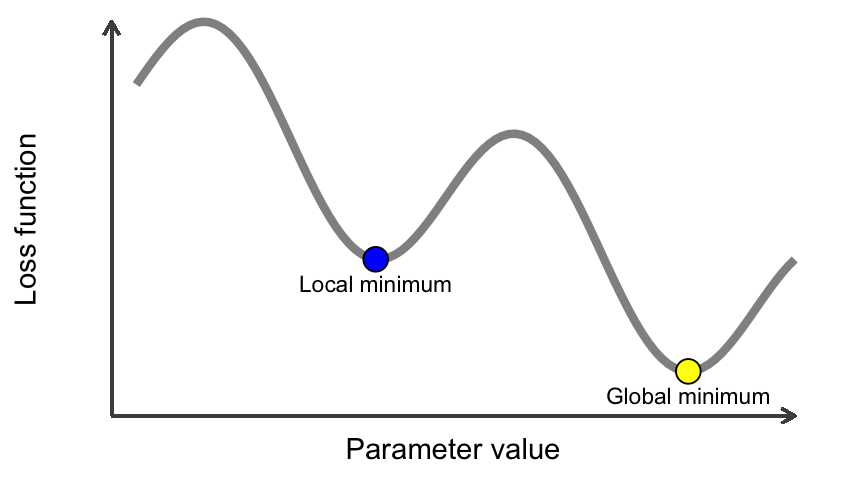 Loss function
Local minimum
Global minimum
Parameter value